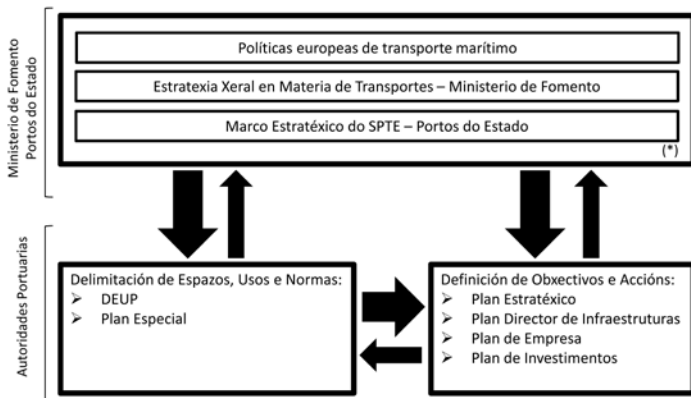 Ministerio de Fomento
Portos do Estado
Políticas europeas de transporte marítimo
Estratexia Xeral en Materia de Transportes – Ministerio de Fomento
Marco Estratéxico do SPTE – Portos do Estado
(*)
Autoridades Portuarias
Delimitación de Espazos, Usos e Normas:
➢ DEUP
➢ Plan Especial
Definición de Obxectivos e Accións:
➢ Plan Estratéxico
➢ Plan Director de Infraestruturas
➢ Plan de Empresa
➢ Plan de Investimentos